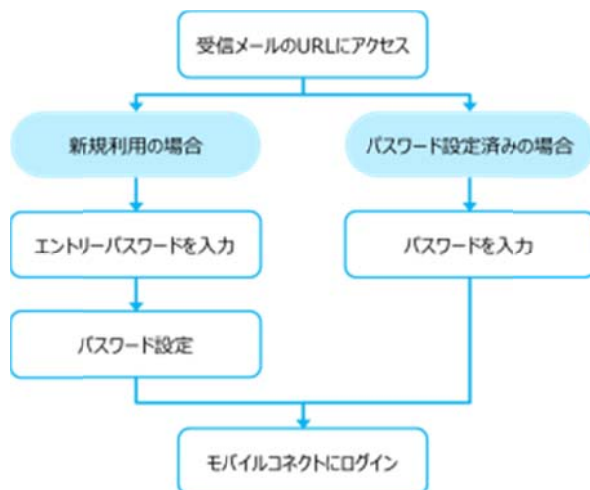 受信メールのURLにアクセス
新規利用の場合
パスワード設定済みの場合
エントリーパスワードを入力
パスワードを入力
パスワード設定
モバイルコネクトにログイン